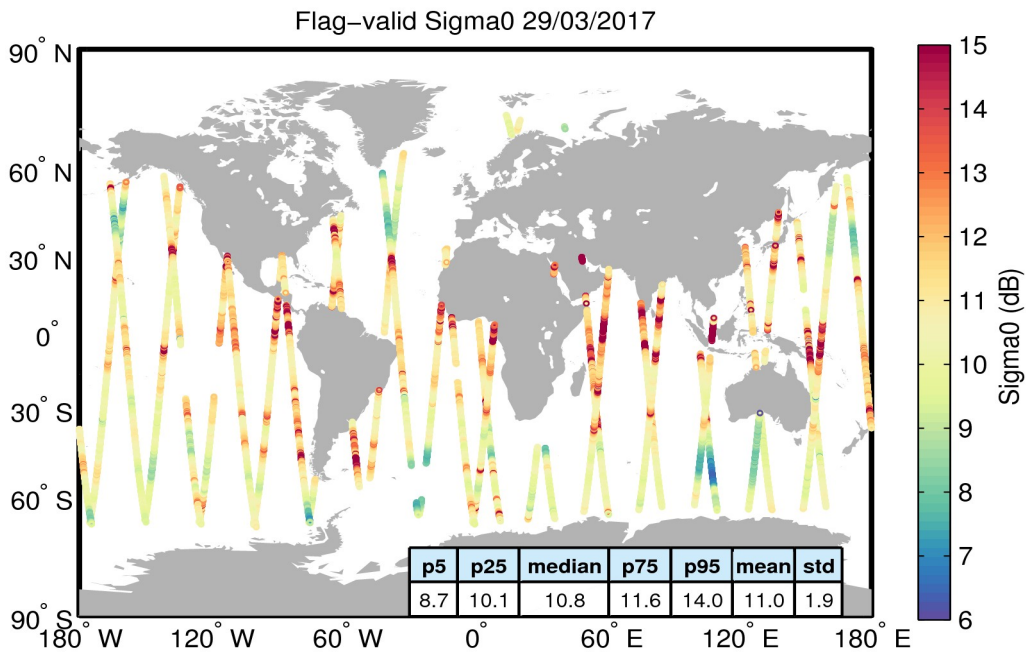 Flag−valid Sigma0 29/03/2017
90° N
60° N
30° N
0°
30° S
60° S
90° S
180° W
120° W
60° W
0°
60° E
120° E
180° E
15
14
13
12
11
10
9
8
7
6
Sigma0 (dB)
p5 p25 median p75 p95 mean std
8.7 10.1 10.8 11.6 14.0 11.0 1.9